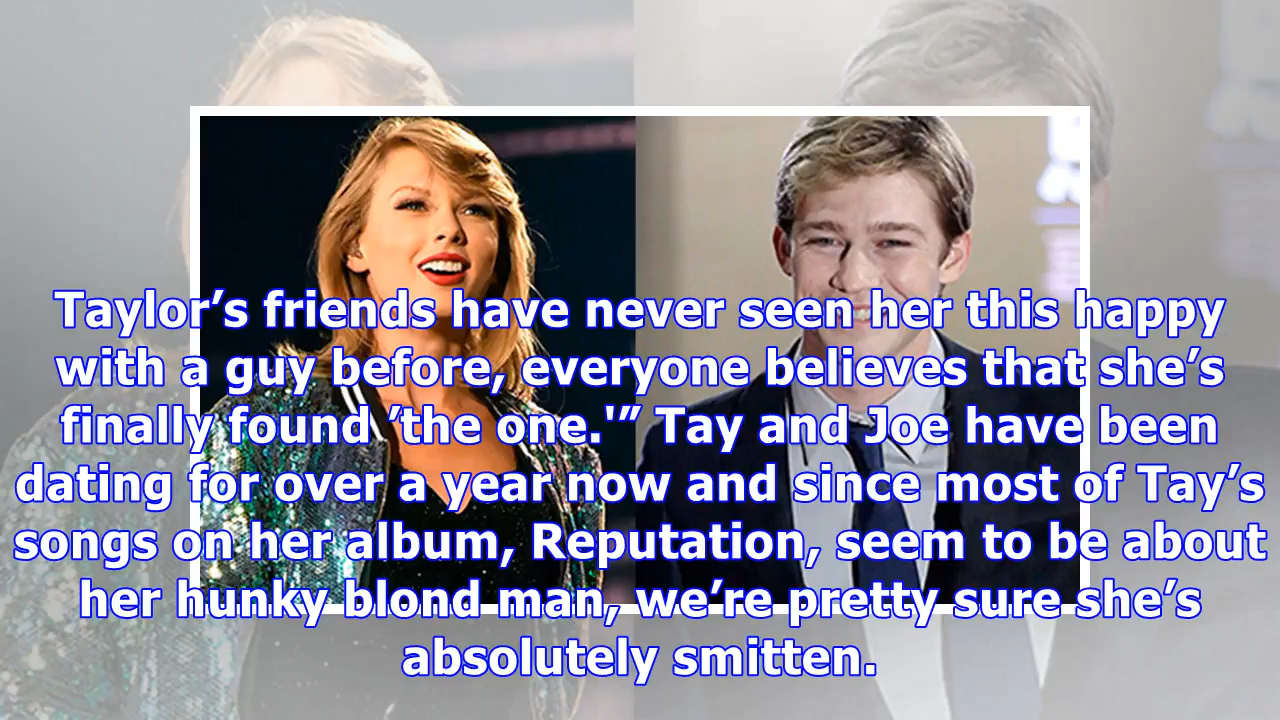 Taylor’s friends have never seen her this happy
with a guy before, everyone believes that she’s
finally found ’the one.'” Tay and Joe have been
dating for over a year now and since most of Tay’s
songs on her album, Reputation, seem to be about
her hunky blond man, we’re pretty sure she’s
absolutely smitten.